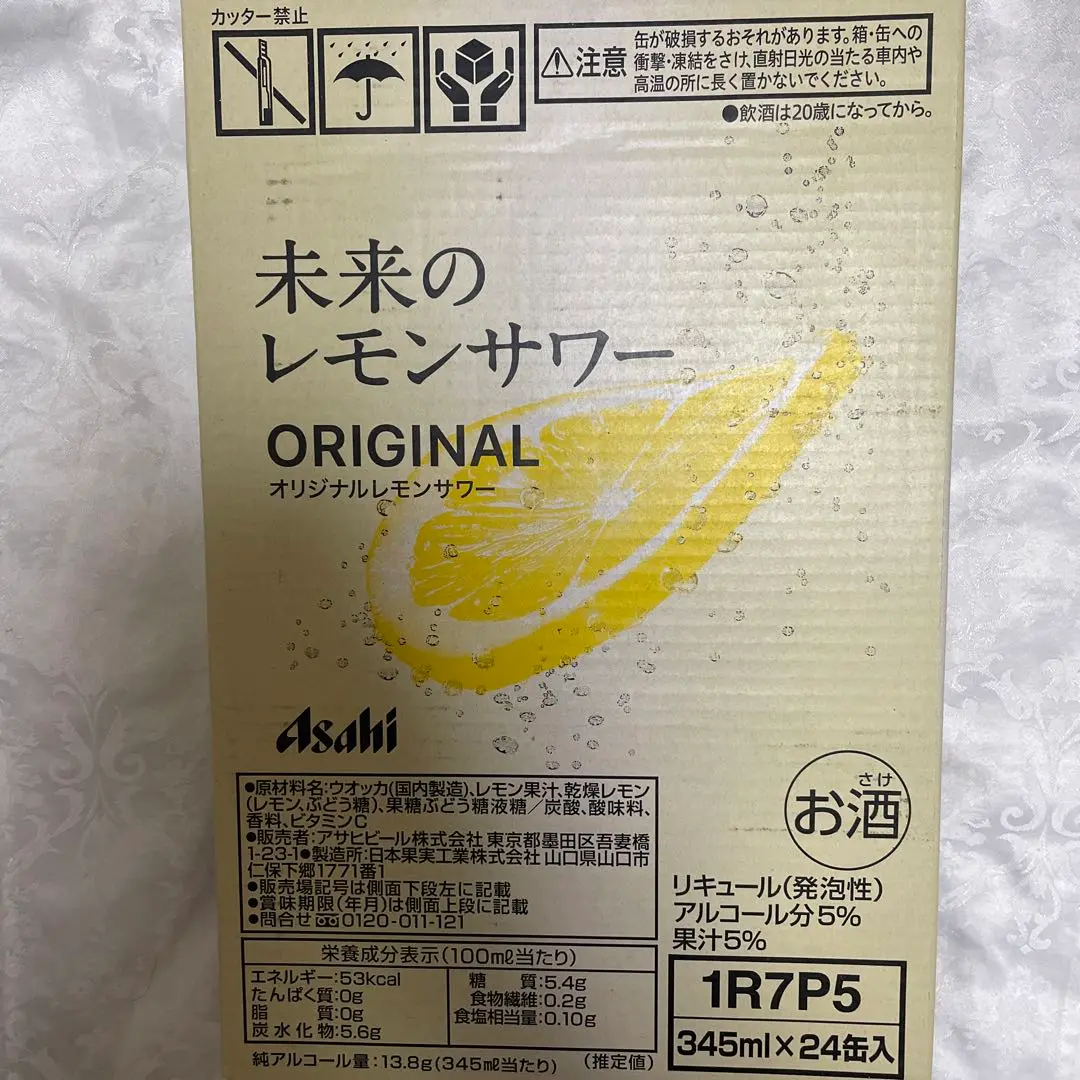 カッター禁止
⚠注意
缶が破損するおそれがあります。箱・缶への
衝撃・凍結をさけ、直射日光の当たる車内や
高温の所に長く置かないでください。
●飲酒は20歳になってから。
未来の
レモンサワー
ORIGINAL
オリジナルレモンサワー
Asahi
●原材料名:ウオッカ(国内製造)、レモン果汁、乾燥レモン
(レモン、ぶどう糖)、果糖ぶどう糖液糖/炭酸、酸味料、
香料、ビタミンC
●販売者:アサヒビール株式会社 東京都墨田区吾妻橋
1-23-1●製造所:日本果実工業株式会社 山口県山口市
仁保下郷1771番1
●販売場記号は側面下段左に記載
●賞味期限(年月)は側面上段に記載
●問合せ 0120-011-121
栄養成分表示(100mℓ当たり)
エネルギー:53kcal
たんぱく質:0g
脂 質:0g
炭水化物:5.6g
糖 質:5.4g
食物繊維:0.2g
食塩相当量:0.10g
純アルコール量:13.8g(345mℓ当たり) (推定値)
さけ
お酒
リキュール(発泡性)
アルコール分5%
果汁5%
1R7P5
345ml×24缶入